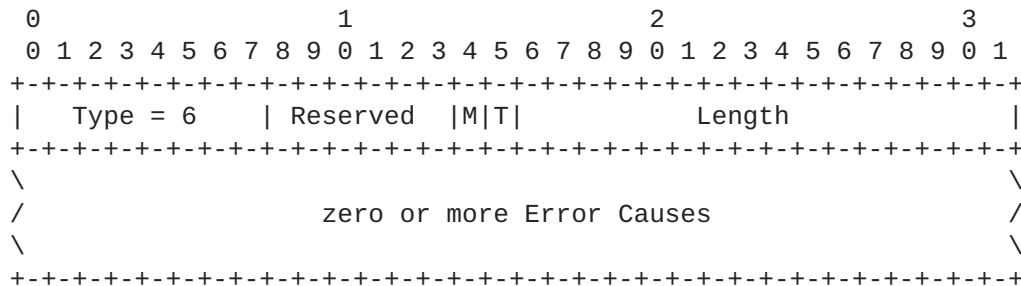 0                   1                   2                   3
 0 1 2 3 4 5 6 7 8 9 0 1 2 3 4 5 6 7 8 9 0 1 2 3 4 5 6 7 8 9 0 1
+-+-+-+-+-+-+-+-+-+-+-+-+-+-+-+-+-+-+-+-+-+-+-+-+-+-+-+-+-+-+-+-+
|   Type = 6    | Reserved  |M|T|           Length              |
+-+-+-+-+-+-+-+-+-+-+-+-+-+-+-+-+-+-+-+-+-+-+-+-+-+-+-+-+-+-+-+-+
\                                                               \
/                   zero or more Error Causes                   /
\                                                               \
+-+-+-+-+-+-+-+-+-+-+-+-+-+-+-+-+-+-+-+-+-+-+-+-+-+-+-+-+-+-+-+-+